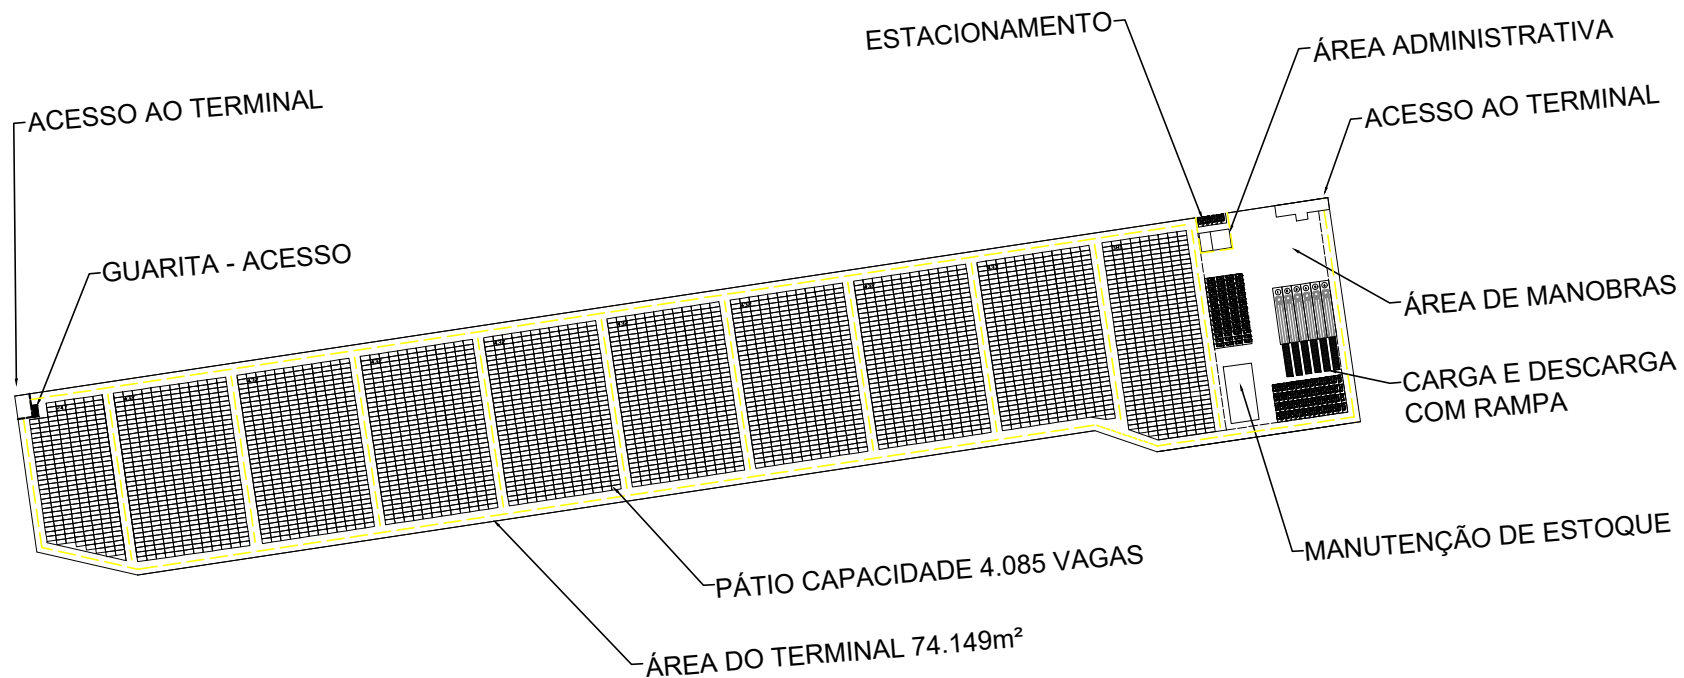 ESTACIONAMENTO
ÁREA ADMINISTRATIVA
ACESSO AO TERMINAL
ACESSO AO TERMINAL
GUARITA - ACESSO
ÁREA DE MANOBRAS
CARGA E DESCARGA
COM RAMPA
MANUTENÇÃO DE ESTOQUE
PÁTIO CAPACIDADE 4.085 VAGAS
ÁREA DO TERMINAL 74.149m²